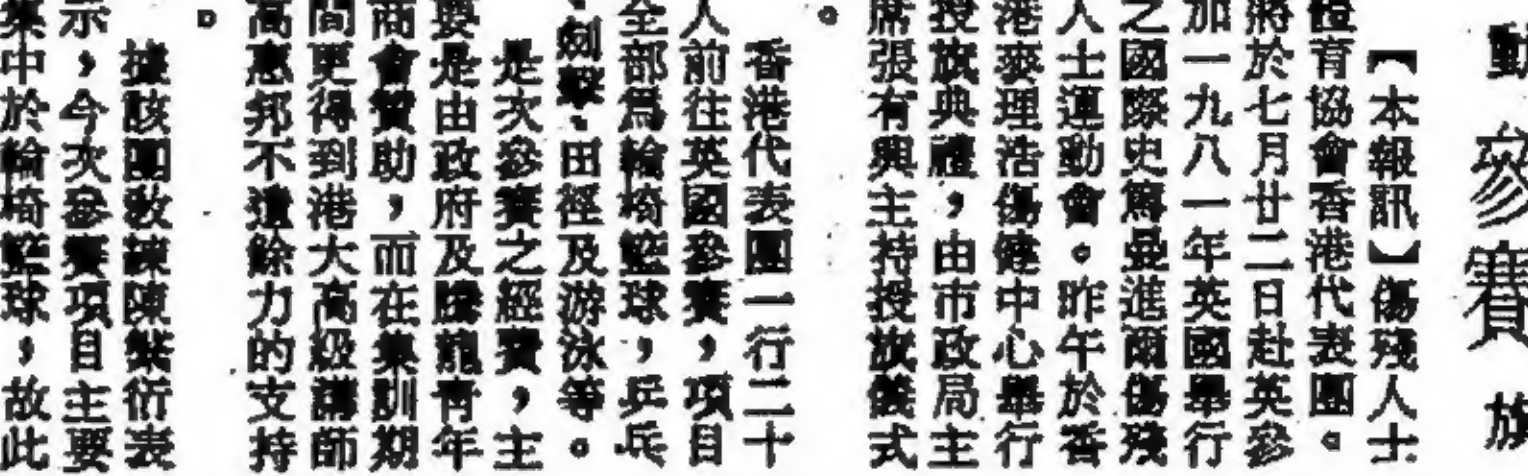 動參賽旗
【本報訊】傷殘人士
體育協會香港代表團。
將於七月廿二日赴英參
加一九八一年英國舉行
之國際史篤曼進爾傷殘
人士運動會。昨午於香
港麥理浩傷健中心舉行
授旗典禮,由市政局主
席張有興主持授旗儀式
。
香港代表團一行二十
人前往英國參賽,項目
全部爲輪埼籃球,乒乓
、劍擊、田徑及游泳等。
是次參賽之經費,主
要是由政府及騰龍青年
商會贊助,而在集訓期
間更得到港大高級講師
高惠邦不遺餘力的支持
。
據該團教練陳繁衍表
示,今次參賽項目主要
集中於輪埼籃球,故此